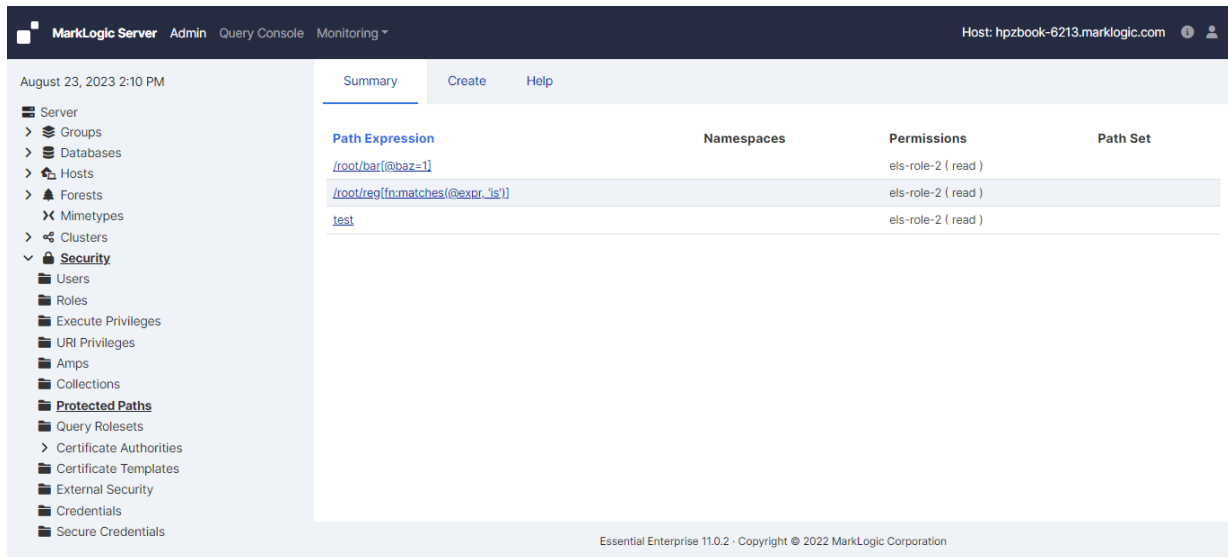 MarkLogic Server Admin Query Console Monitoring Host: hpzbook-6213.marklogic.com
August 23, 2023 2:10 PM
Summary Create Help
Server
Groups
Databases
Hosts
Forests
Mimetypes
Clusters
Security
Users
Roles
Execute Privileges
URI Privileges
Amps
Collections
Protected Paths
Query Rolesets
Certificate Authorities
Certificate Templates
External Security
Credentials
Secure Credentials
Path Expression Namespaces Permissions Path Set
/root/bar[@baz=1] els-role-2 ( read )
/root/reg[fn:matches(@expr, 'is')] els-role-2 ( read )
test els-role-2 ( read )
Essential Enterprise 11.0.2 · Copyright © 2022 MarkLogic Corporation